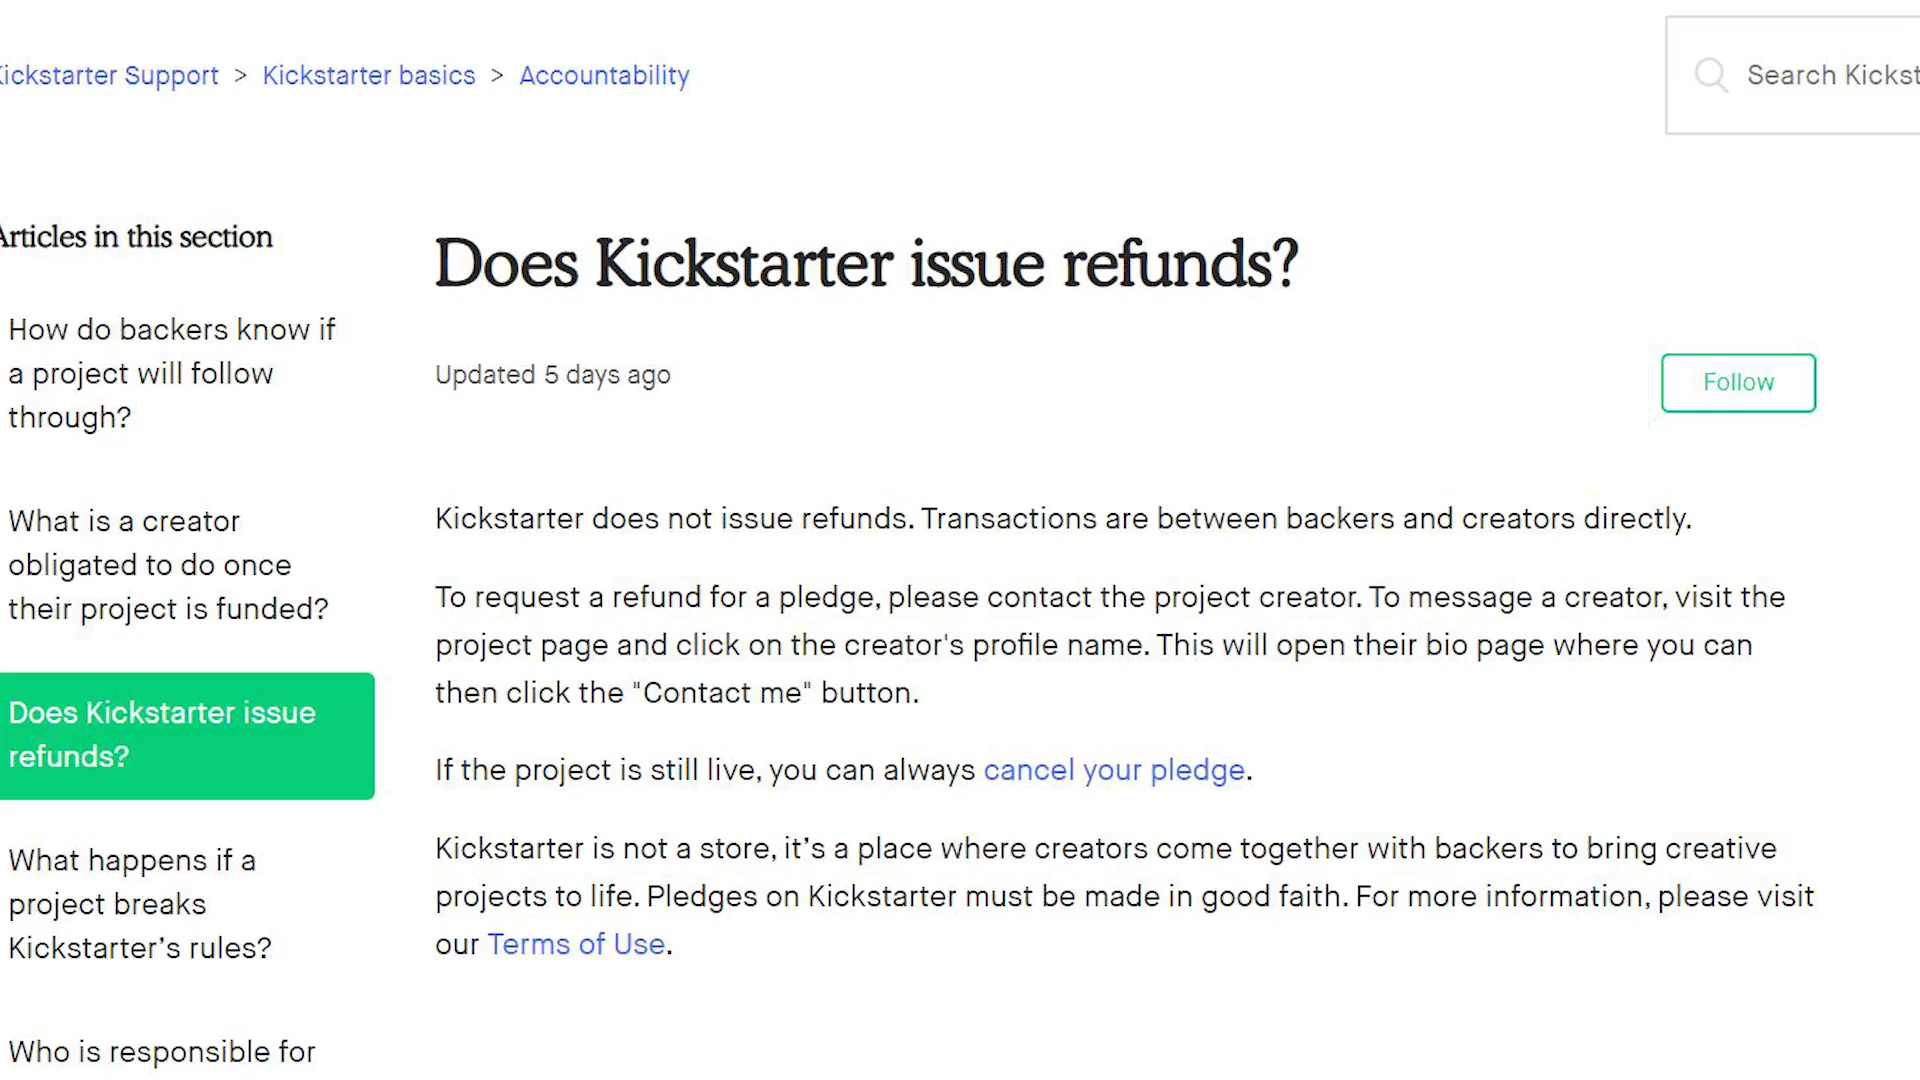 Kickstarter Support > Kickstarter basics > Accountability
Search Kickst
Articles in this section
How do backers know if
a project will follow
through?
What is a creator
obligated to do once
their project is funded?
Does Kickstarter issue
refunds?
What happens if a
project breaks
Kickstarter’s rules?
Who is responsible for
Does Kickstarter issue refunds?
Updated 5 days ago
Follow
Kickstarter does not issue refunds. Transactions are between backers and creators directly.
To request a refund for a pledge, please contact the project creator. To message a creator, visit the
project page and click on the creator's profile name. This will open their bio page where you can
then click the "Contact me" button.
If the project is still live, you can always cancel your pledge.
Kickstarter is not a store, it’s a place where creators come together with backers to bring creative
projects to life. Pledges on Kickstarter must be made in good faith. For more information, please visit
our Terms of Use.